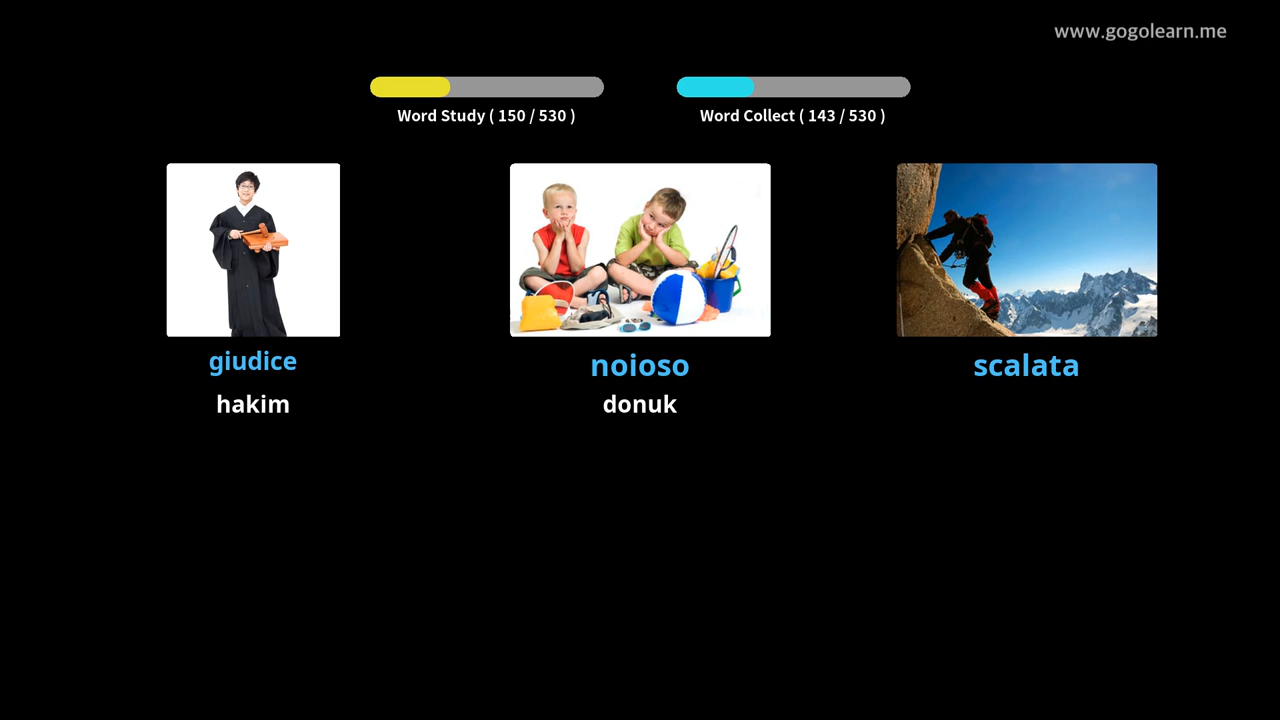 www.gogolearn.me
Word Study ( 150 / 530 )
Word Collect ( 143 / 530 )
giudice
noioso
scalata
hakim
donuk